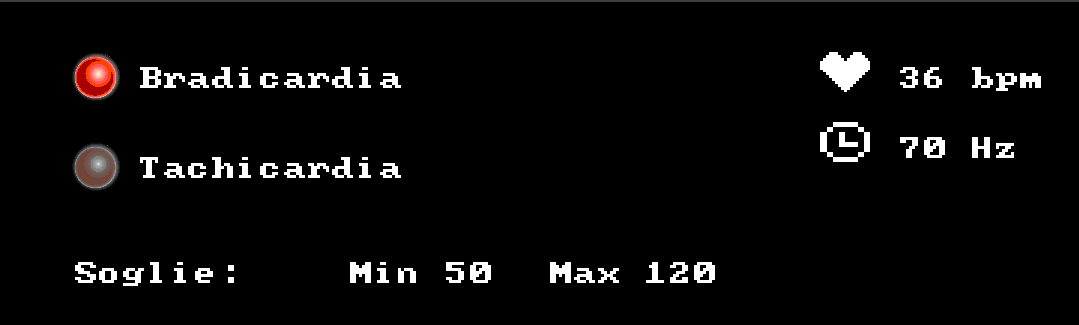 Bradicardia
36 bpm
Tachicardia
70 Hz
Soglie: Min 50 Max 120